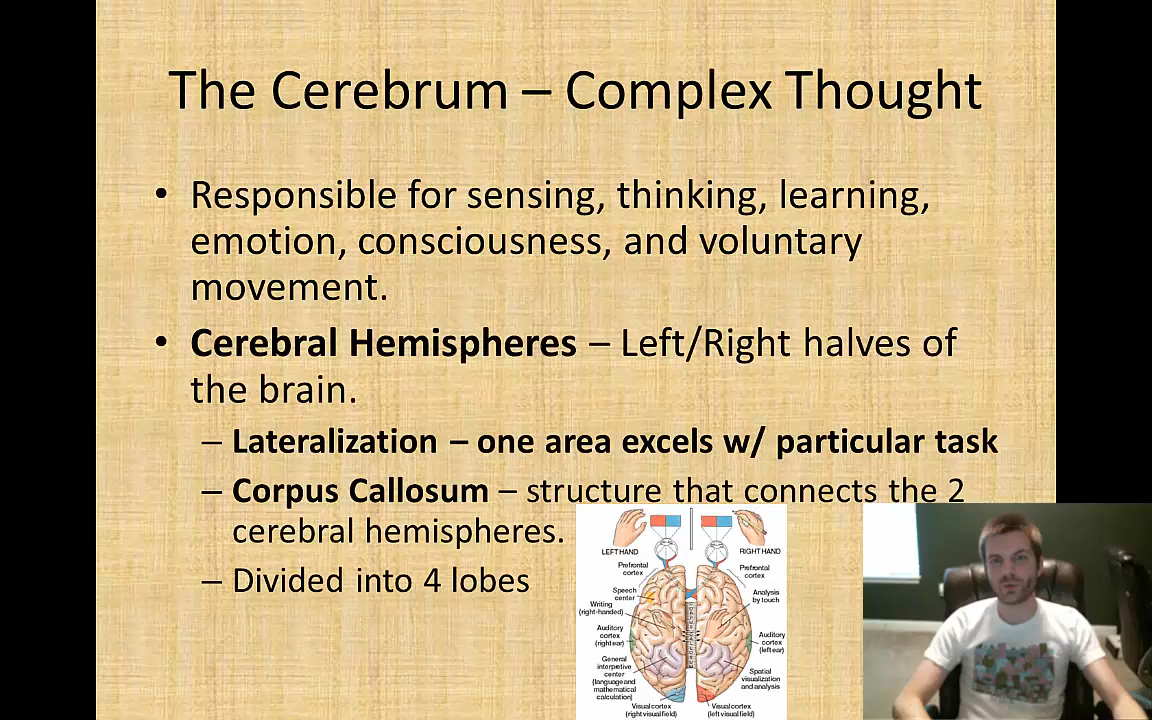 The Cerebrum – Complex Thought
• Responsible for sensing, thinking, learning,
emotion, consciousness, and voluntary
movement.
• Cerebral Hemispheres – Left/Right halves of
the brain.
– Lateralization – one area excels w/ particular task
– Corpus Callosum – structure that connects the 2
cerebral hemispheres.
– Divided into 4 lobes
LEFT HAND
RIGHT HAND
Prefrontal
cortex
Prefrontal
cortex
Speech
center
Writing
(right-handed)
Analysis
by touch
Auditory
cortex
(right ear)
Auditory
cortex
(left ear)
General
interpretive
center
(language and
mathematical
calculation)
Spatial
visualization
and analysis
Visual cortex
(right visual field)
Visual cortex
(left visual field)